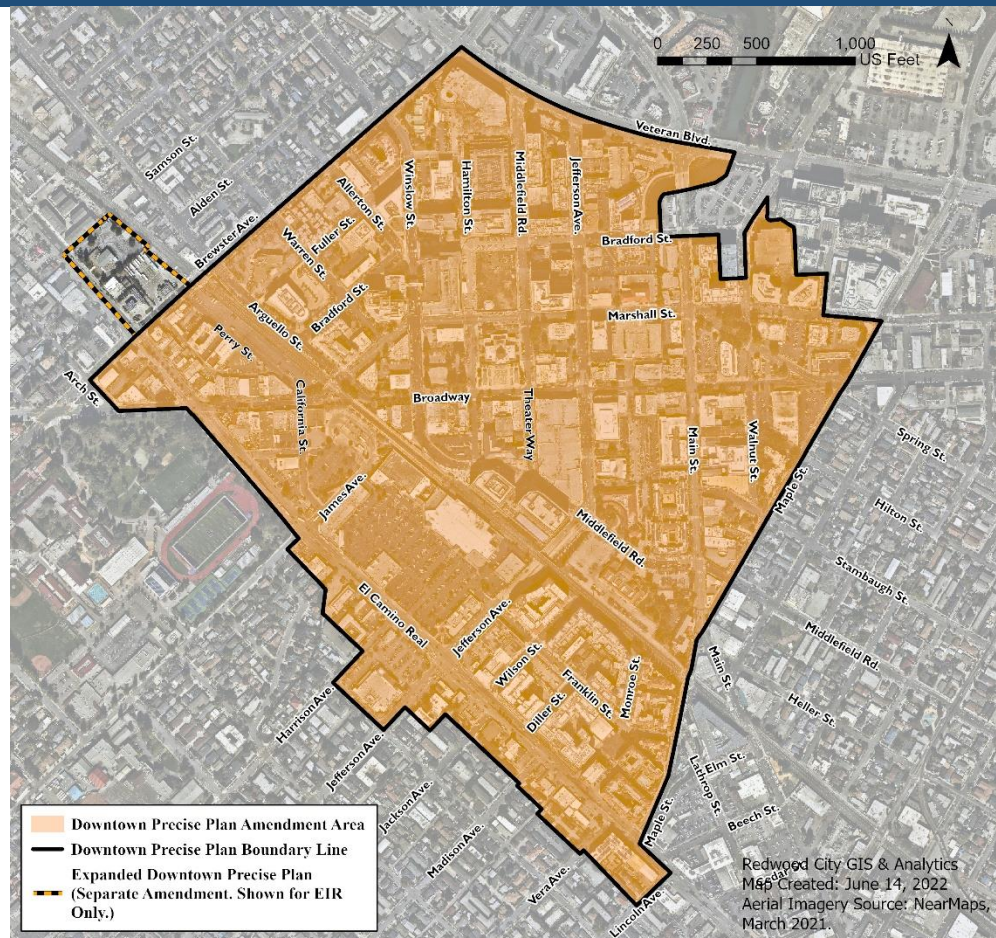 0 250 500 1,000
US Feet
Veteran Blvd.
Samson St.
Alden St.
Brewster Ave.
Allerton St.
Fuller St.
Warren St.
Winslow St.
Hamilton St.
Middlefield Rd.
Jefferson Ave.
Bradford St.
Bradford St.
Arguello St.
Perry St.
Marshall St.
Arch St.
California St.
Broadway
Theater Way
Main St.
Walnut St.
Maple St.
Spring St.
Hilton St.
Stambaugh St.
James Ave.
Middlefield Rd.
El Camino Real
Jefferson Ave.
Wilson St.
Franklin St.
Diller St.
Monroe St.
Middlefield Rd.
Main St.
Heller St.
Harrison Ave.
Jefferson Ave.
Jackson Ave.
Madison Ave.
Vera Ave.
Lincoln Ave.
Maple St.
Lathrop St.
Elm St.
Beech St.
Downtown Precise Plan Amendment Area
Downtown Precise Plan Boundary Line
Expanded Downtown Precise Plan
(Separate Amendment. Shown for EIR
Only.)
Redwood City GIS & Analytics
Map Created: June 14, 2022
Aerial Imagery Source: NearMaps,
March 2021.